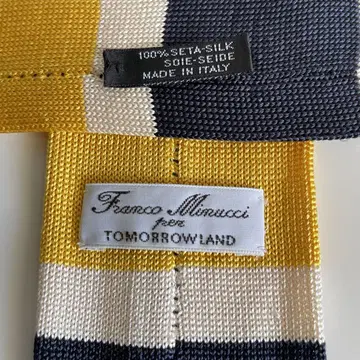 100% SETA-SILK
SOIE-SEIDE
MADE IN ITALY
Franco Minucci
per
TOMORROWLAND